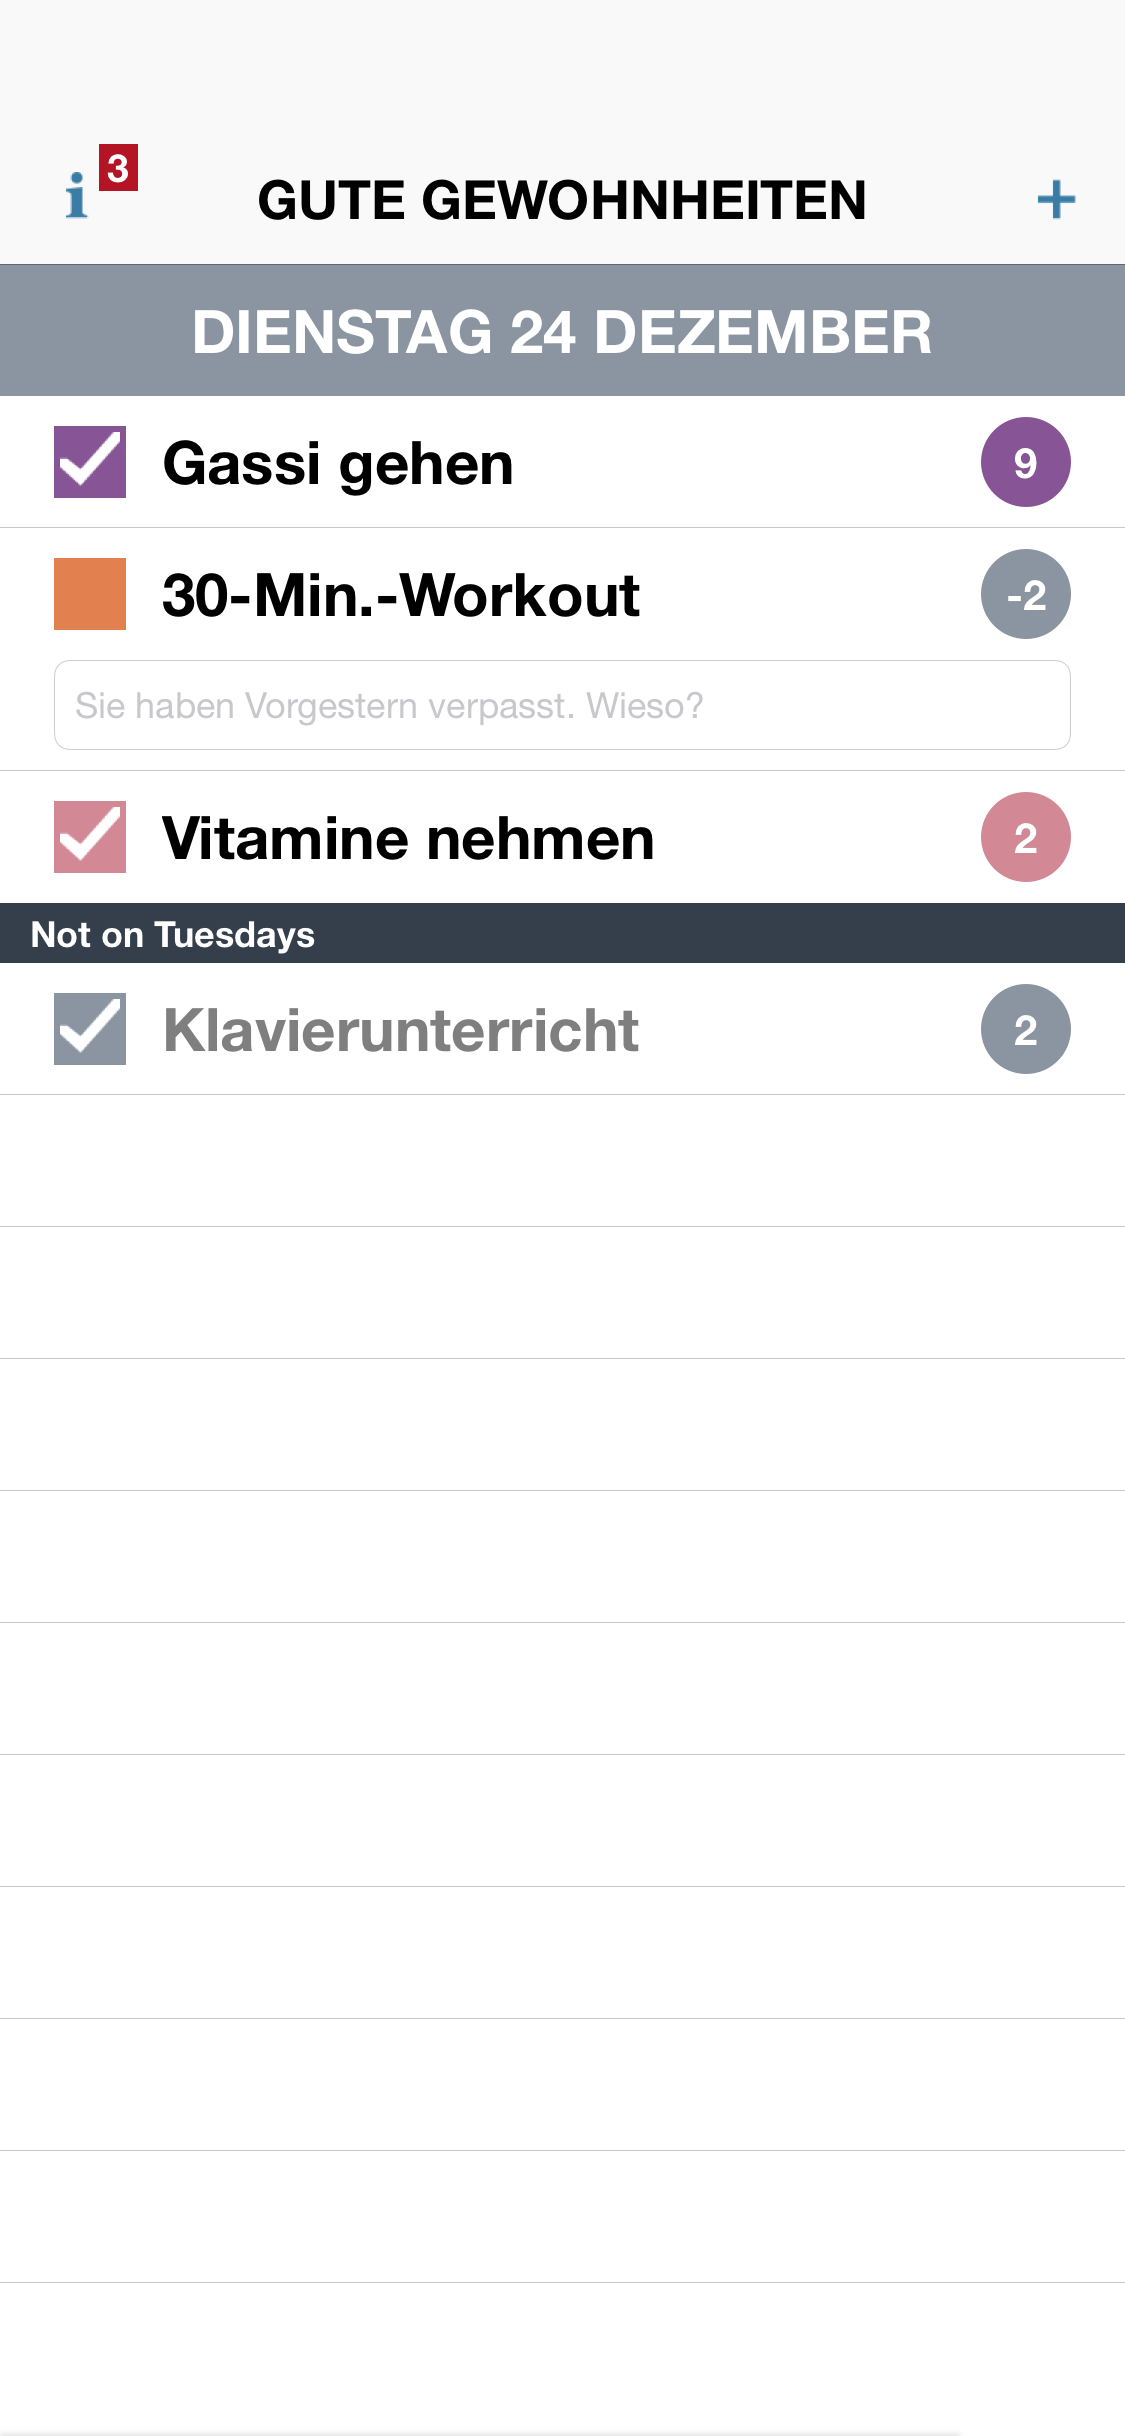 i 3
GUTE GEWOHNHEITEN
+
DIENSTAG 24 DEZEMBER
Gassi gehen 9
30-Min.-Workout -2
Sie haben Vorgestern verpasst. Wieso?
Vitamine nehmen 2
Not on Tuesdays
Klavierunterricht 2